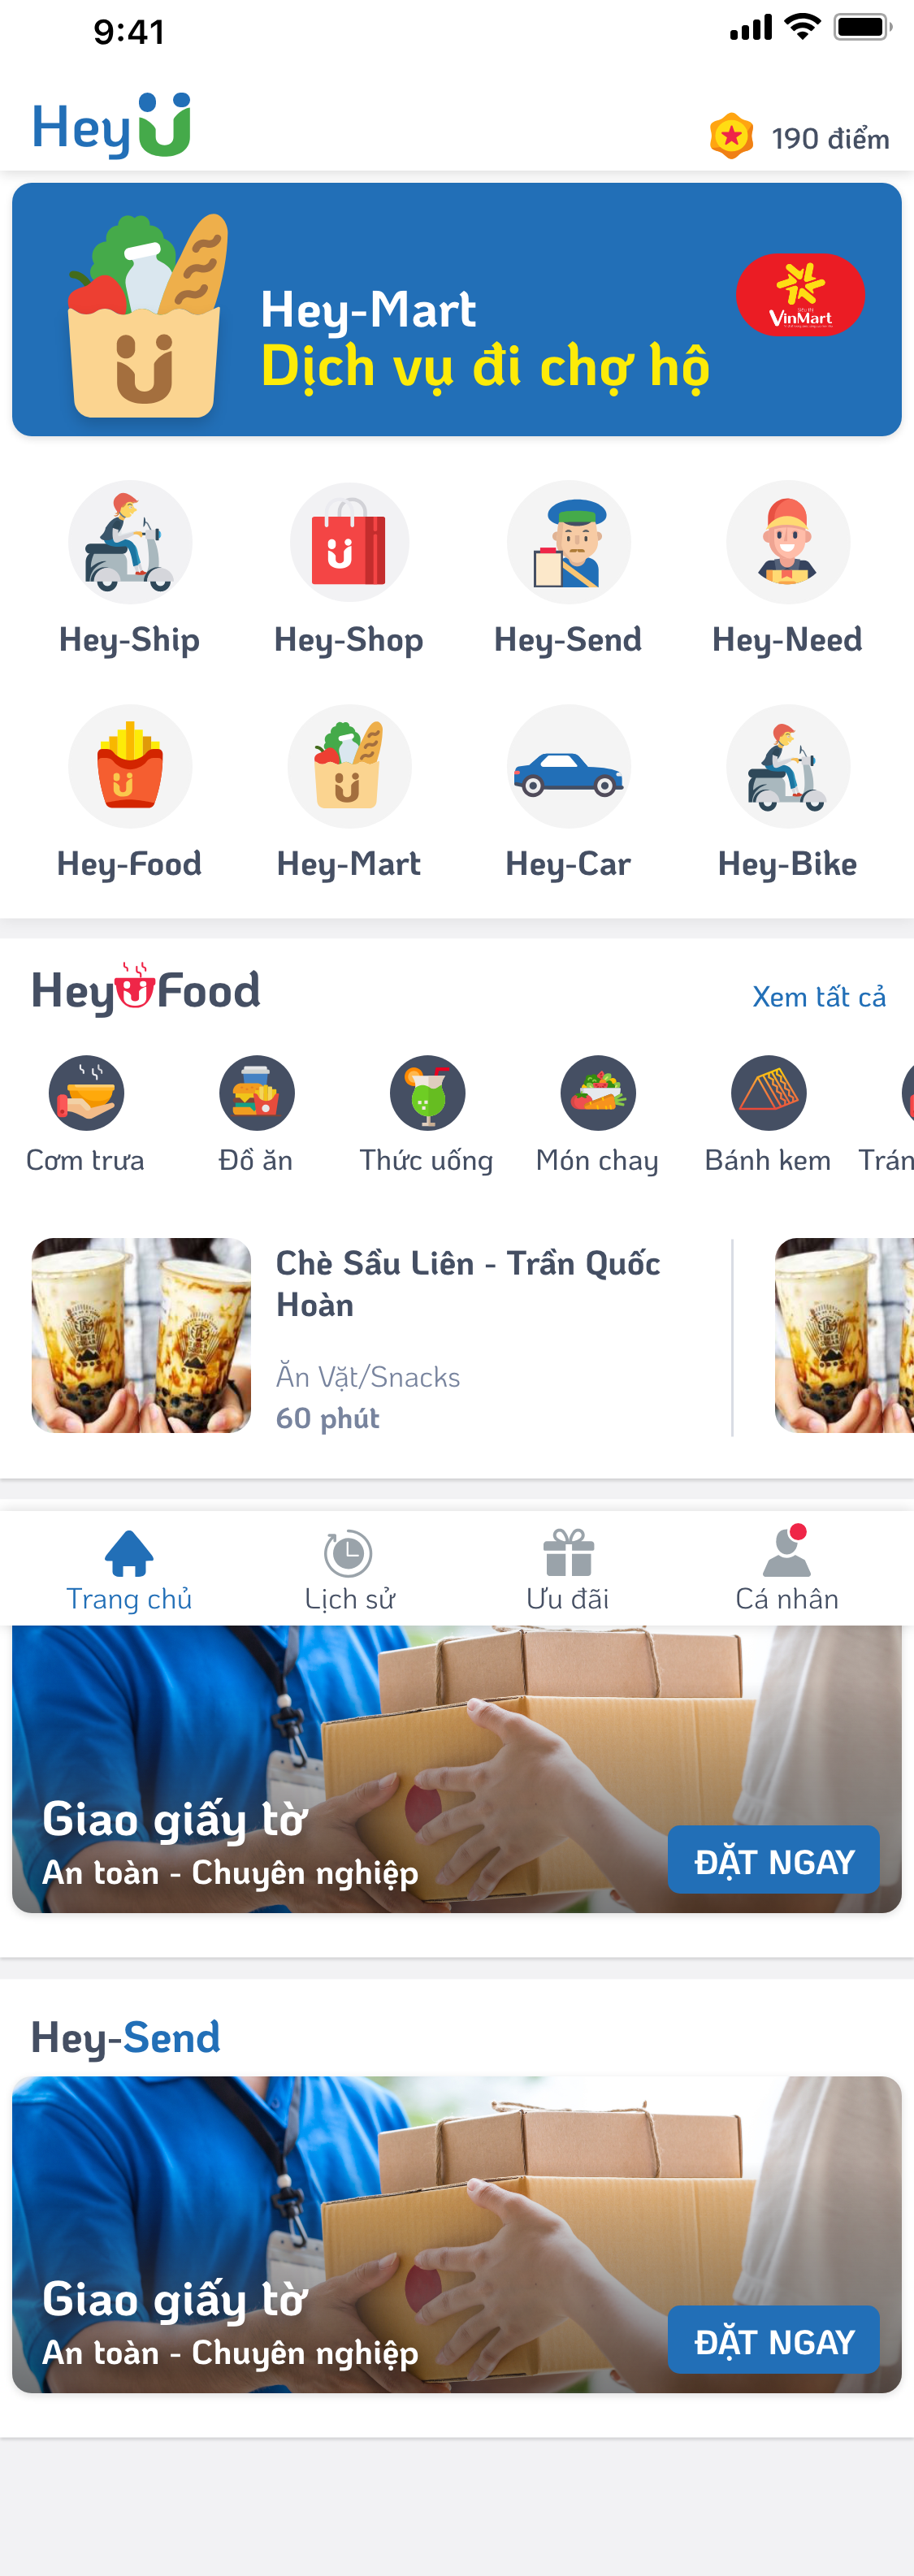 9:41
HeyU
190 điểm
Hey-Mart
Dịch vụ đi chợ hộ
VinMart
Hey-Ship
Hey-Shop
Hey-Send
Hey-Need
Hey-Food
Hey-Mart
Hey-Car
Hey-Bike
HeyUFood
Xem tất cả
Cơm trưa
Đồ ăn
Thức uống
Món chay
Bánh kem
Trán
Chè Sầu Liên - Trần Quốc
Hoàn
Ăn Vặt/Snacks
60 phút
Trang chủ
Lịch sử
Ưu đãi
Cá nhân
Giao giấy tờ
An toàn - Chuyên nghiệp
ĐẶT NGAY
Hey-Send
Giao giấy tờ
An toàn - Chuyên nghiệp
ĐẶT NGAY